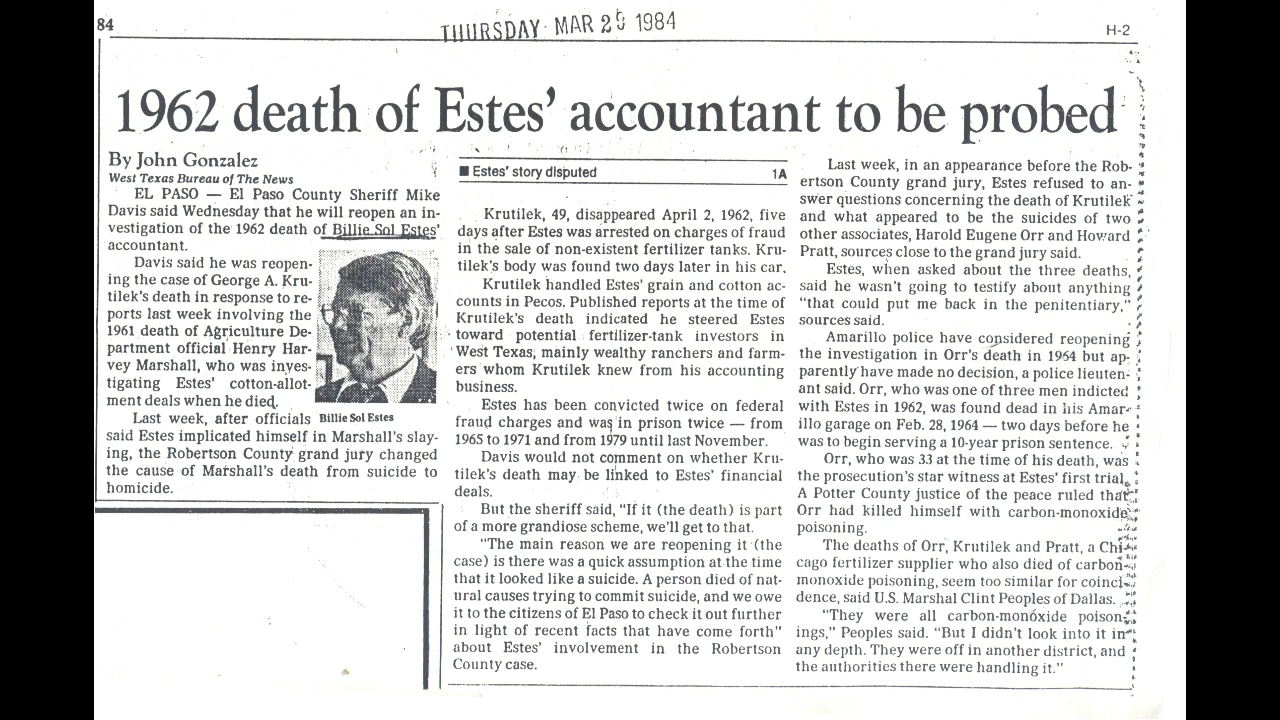 84
THURSDAY MAR 29 1984
H-2
1962 death of Estes' accountant to be probed
By John Gonzalez
West Texas Bureau of The News
EL PASO — El Paso County Sheriff Mike
Davis said Wednesday that he will reopen an in-
vestigation of the 1962 death of Billie Sol Estes'
accountant.
Davis said he was reopen-
ing the case of George A. Kru-
tilek's death in response to re-
ports last week involving the
1961 death of Agriculture De-
partment official Henry Har-
vey Marshall, who was inves-
tigating Estes' cotton-allot-
ment deals when he died.
Last week, after officials
Billie Sol Estes
said Estes implicated himself in Marshall's slay-
ing, the Robertson County grand jury changed
the cause of Marshall's death from suicide to
homicide.
■ Estes' story disputed 1A
Krutilek, 49, disappeared April 2, 1962, five
days after Estes was arrested on charges of fraud
in the sale of non-existent fertilizer tanks. Kru-
tilek's body was found two days later in his car.
Krutilek handled Estes' grain and cotton ac-
counts in Pecos. Published reports at the time of
Krutilek's death indicated he steered Estes
toward potential fertilizer-tank investors in
West Texas, mainly wealthy ranchers and farm-
ers whom Krutilek knew from his accounting
business.
Estes has been convicted twice on federal
fraud charges and was in prison twice — from
1965 to 1971 and from 1979 until last November.
Davis would not comment on whether Kru-
tilek's death may be linked to Estes' financial
deals.
But the sheriff said, "If it (the death) is part
of a more grandiose scheme, we'll get to that.
"The main reason we are reopening it (the
case) is there was a quick assumption at the time
that it looked like a suicide. A person died of nat-
ural causes trying to commit suicide, and we owe
it to the citizens of El Paso to check it out further
in light of recent facts that have come forth"
about Estes' involvement in the Robertson
County case.
Last week, in an appearance before the Rob-
ertson County grand jury, Estes refused to an-
swer questions concerning the death of Krutilek
and what appeared to be the suicides of two
other associates, Harold Eugene Orr and Howard
Pratt, sources close to the grand jury said.
Estes, when asked about the three deaths,
said he wasn't going to testify about anything
"that could put me back in the penitentiary,"
sources said.
Amarillo police have considered reopening
the investigation in Orr's death in 1964 but ap-
parently have made no decision, a police lieuten-
ant said. Orr, who was one of three men indicted
with Estes in 1962, was found dead in his Amar-
illo garage on Feb. 28, 1964 — two days before he
was to begin serving a 10-year prison sentence.
Orr, who was 33 at the time of his death, was
the prosecution's star witness at Estes' first trial.
A Potter County justice of the peace ruled that
Orr had killed himself with carbon-monoxide
poisoning.
The deaths of Orr, Krutilek and Pratt, a Chi-
cago fertilizer supplier who also died of carbon-
monoxide poisoning, seem too similar for coinci-
dence, said U.S. Marshal Clint Peoples of Dallas.
"They were all carbon-monoxide poison-
ings," Peoples said. "But I didn't look into it in
any depth. They were off in another district, and
the authorities there were handling it."